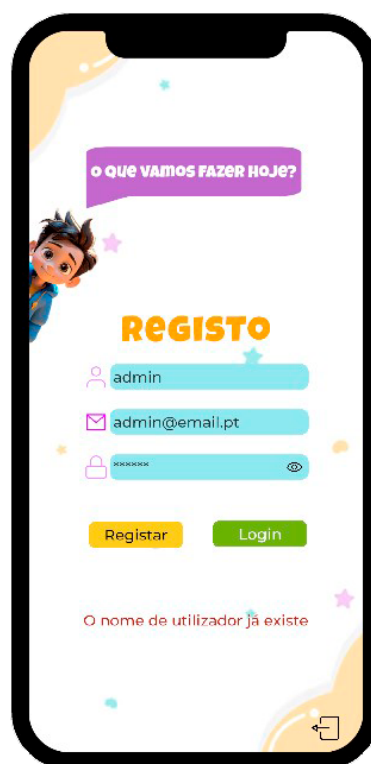 O QUE VAMOS FAZER HOJE?
REGISTO
admin
admin@email.pt
******
Registar
Login
O nome de utilizador já existe